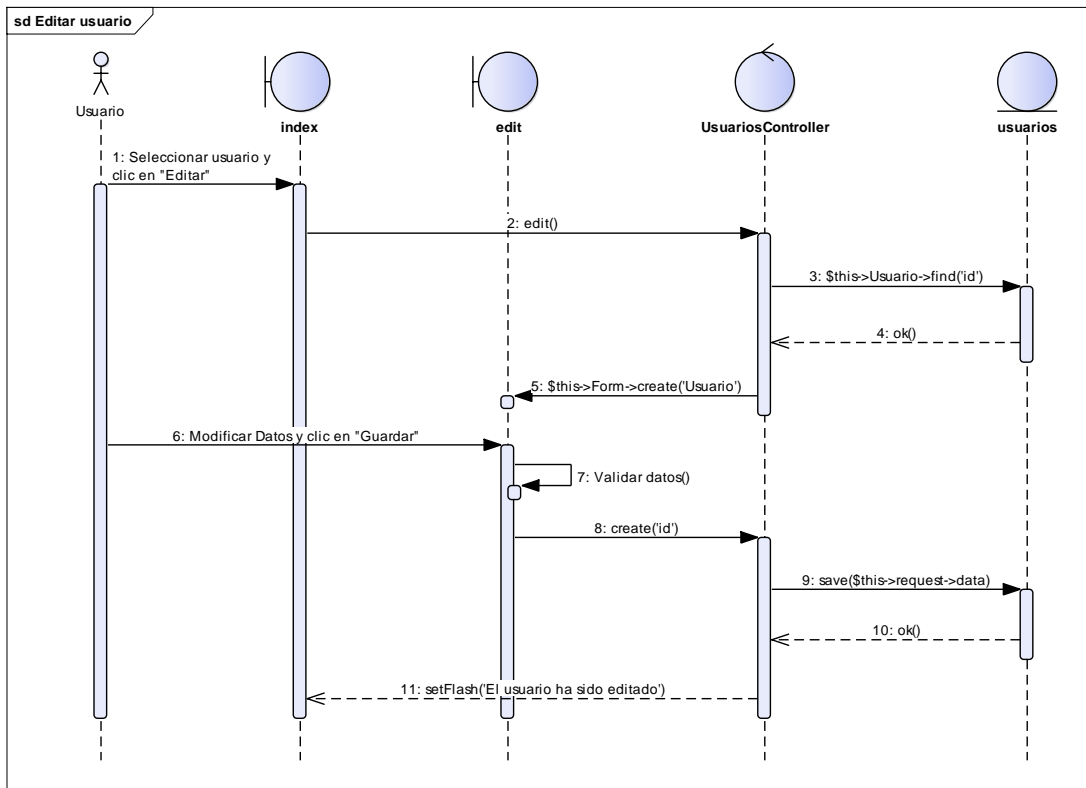 sd Editar usuario
Usuario
index
edit
UsuariosController
usuarios
1: Seleccionar usuario y
clic en "Editar"
2: edit()
3: $this->Usuario->find('id')
4: ok()
5: $this->Form->create('Usuario')
6: Modificar Datos y clic en "Guardar"
7: Validar datos()
8: create('id')
9: save($this->request->data)
10: ok()
11: setFlash('El usuario ha sido editado')